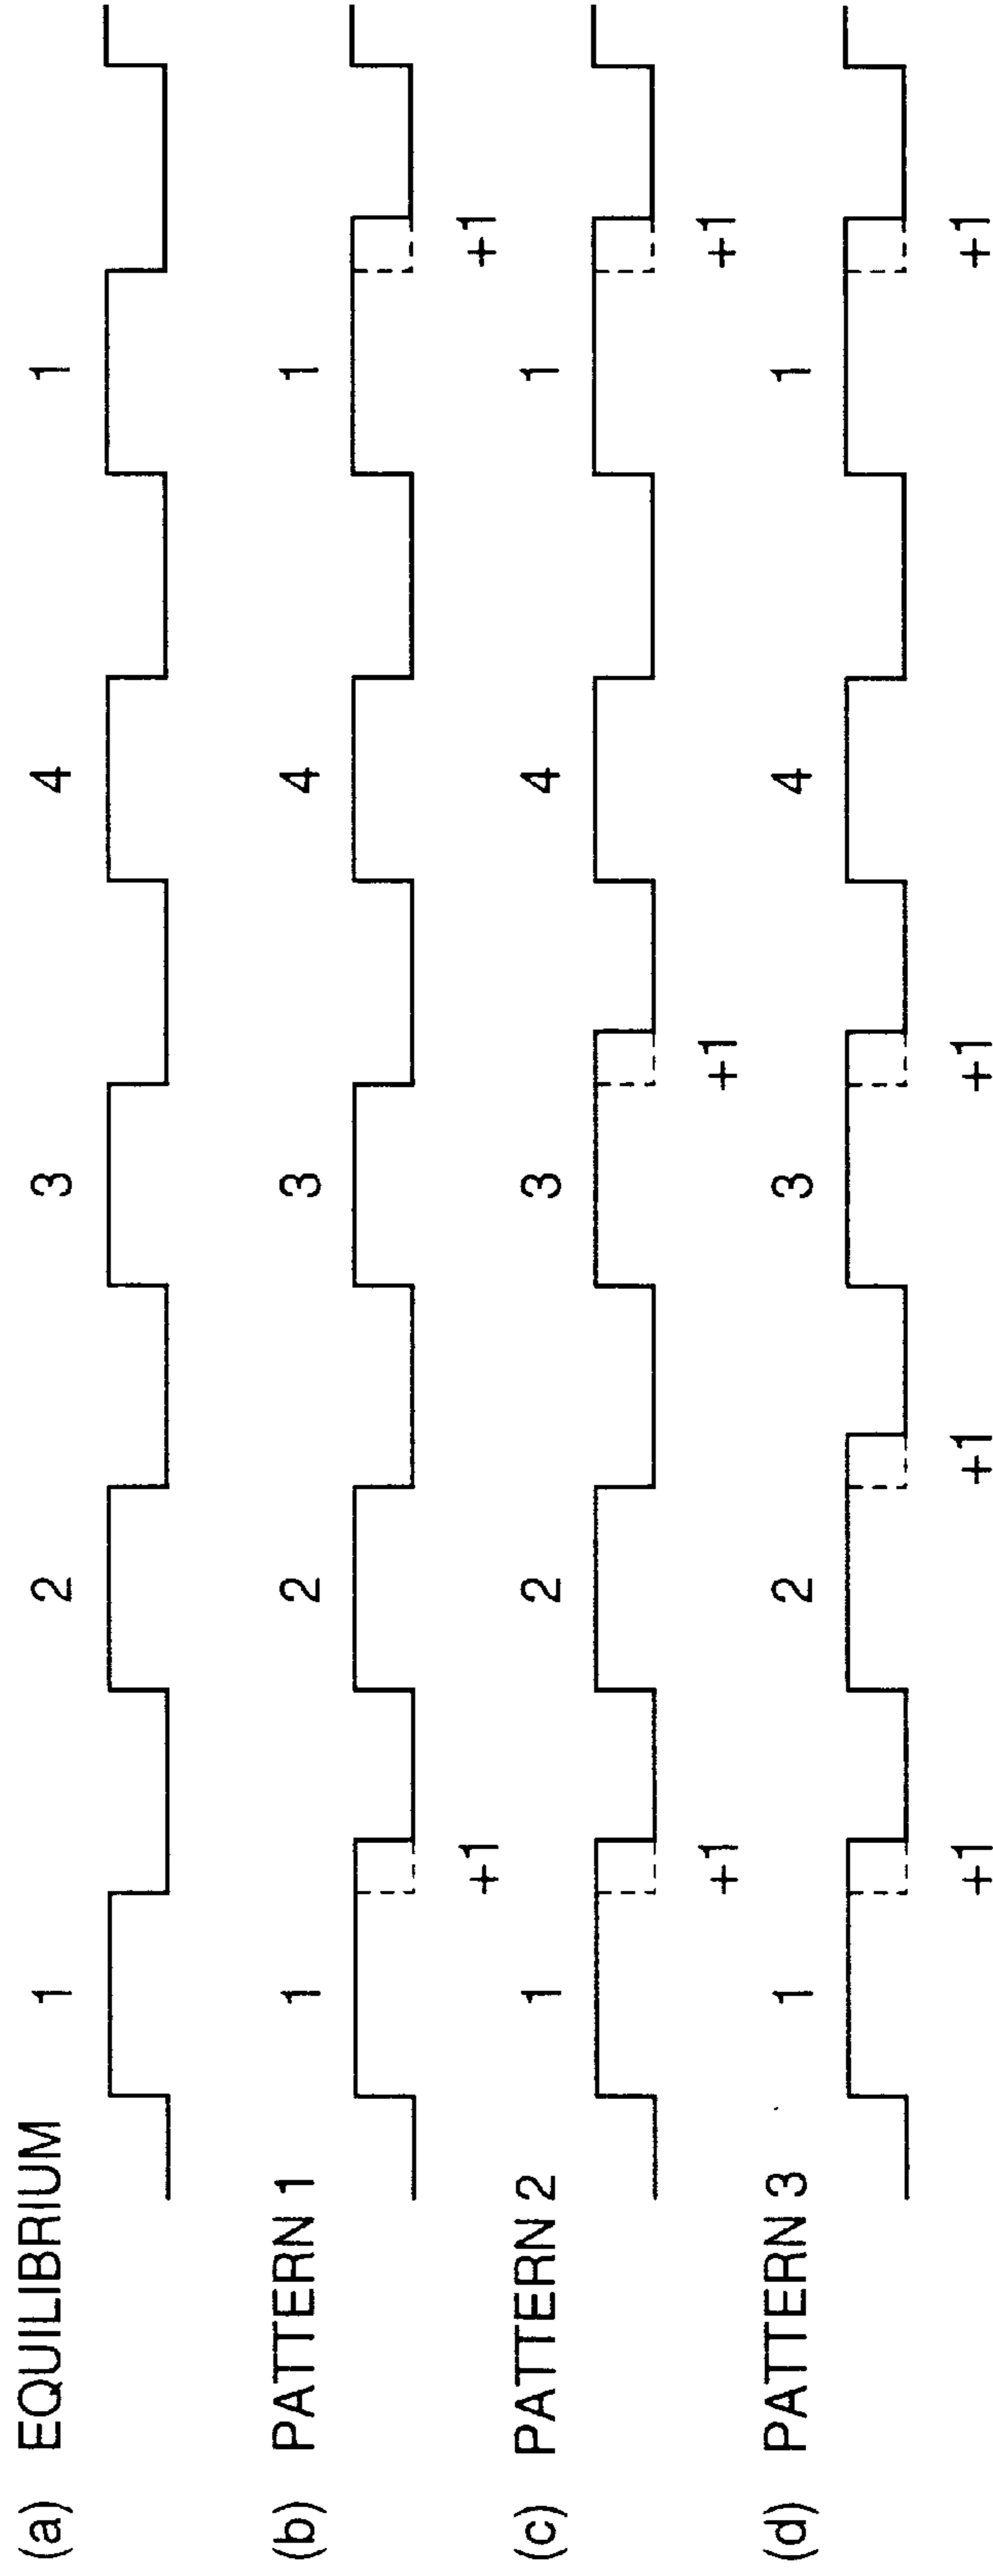 (a) EQUILIBRIUM 1 2 3 4 1
(b) PATTERN 1 1 2 3 4 1
+1 +1
(c) PATTERN 2 1 2 3 4 1
+1 +1 +1
(d) PATTERN 3 1 2 3 4 1
+1 +1 +1 +1